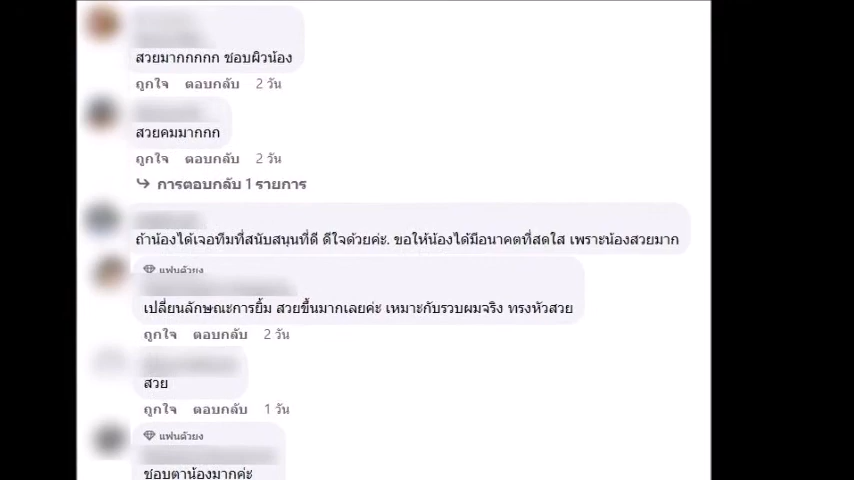 สวยมากกกกก ชอบผิวน้อง
ถูกใจ ตอบกลับ 2 วัน
สวยคมมากกก
ถูกใจ ตอบกลับ 2 วัน
การตอบกลับ 1 รายการ
ถ้าน้องได้เจอทีมที่สนับสนุนที่ดี ดีใจด้วยค่ะ. ขอให้น้องได้มีอนาคตที่สดใส เพราะน้องสวยมาก
แฟนตัวยง
เปลี่ยนลักษณะการยิ้ม สวยขึ้นมากเลยค่ะ เหมาะกับรวบผมจริง ทรงหัวสวย
ถูกใจ ตอบกลับ 2 วัน
สวย
ถูกใจ ตอบกลับ 1 วัน
แฟนตัวยง
ชอบตาน้องมากค่ะ